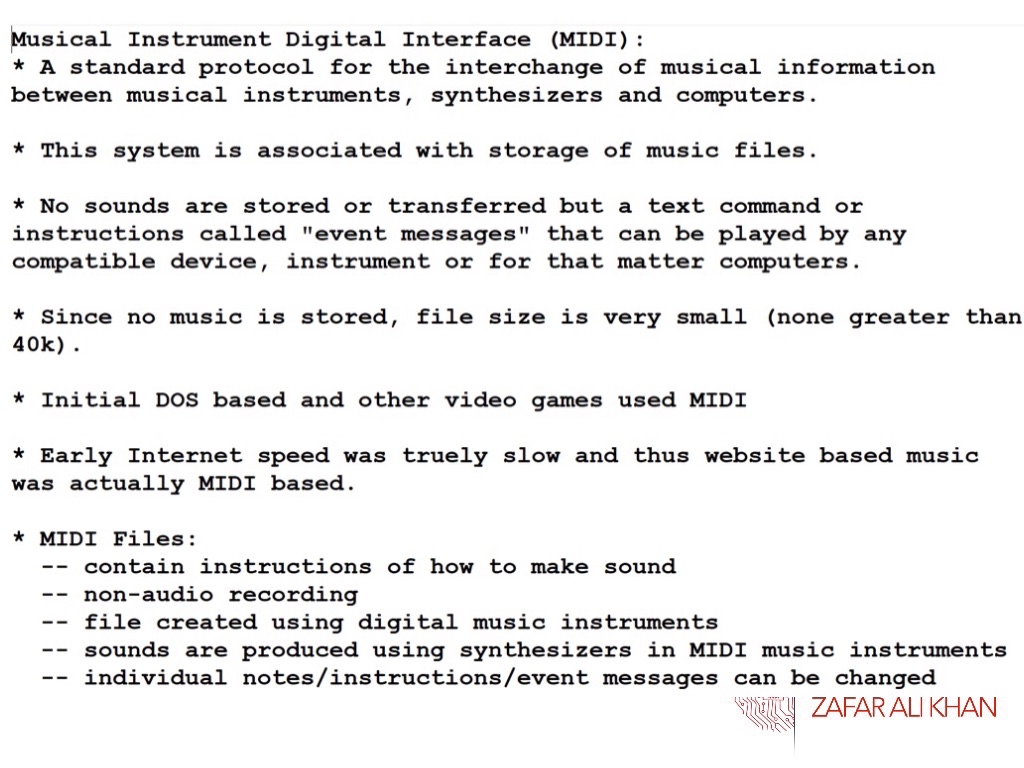 Musical Instrument Digital Interface (MIDI):
* A standard protocol for the interchange of musical information
between musical instruments, synthesizers and computers.
* This system is associated with storage of music files.
* No sounds are stored or transferred but a text command or
instructions called "event messages" that can be played by any
compatible device, instrument or for that matter computers.
* Since no music is stored, file size is very small (none greater than
40k).
* Initial DOS based and other video games used MIDI
* Early Internet speed was truely slow and thus website based music
was actually MIDI based.
* MIDI Files:
-- contain instructions of how to make sound
-- non-audio recording
-- file created using digital music instruments
-- sounds are produced using synthesizers in MIDI music instruments
-- individual notes/instructions/event messages can be changed
ZAFAR ALI KHAN